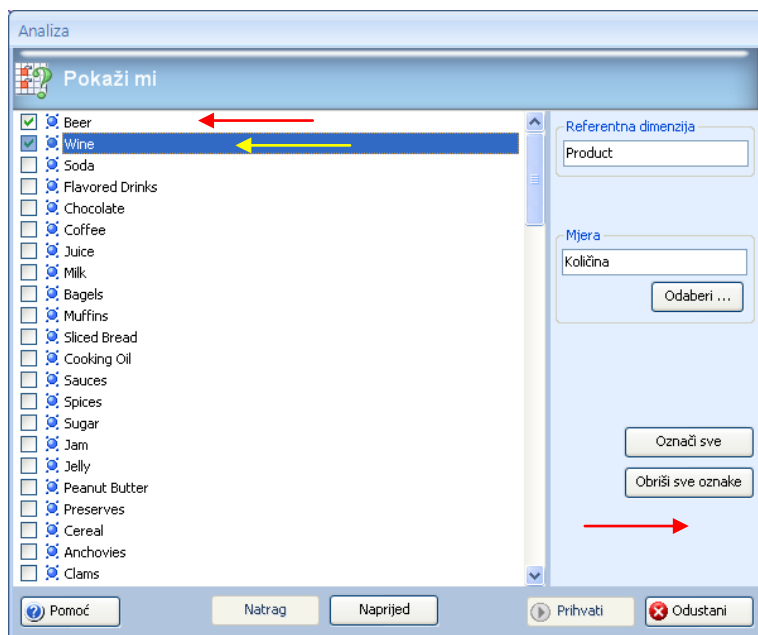 Analiza
Pokaži mi
Beer
Wine
Soda
Flavored Drinks
Chocolate
Coffee
Juice
Milk
Bagels
Muffins
Sliced Bread
Cooking Oil
Sauces
Spices
Sugar
Jam
Jelly
Peanut Butter
Preserves
Cereal
Anchovies
Clams
Referentna dimenzija
Product
Mjera
Količina
Odaberi ...
Označi sve
Obriši sve oznake
Pomoć
Natrag
Naprijed
Prihvati
Odustani